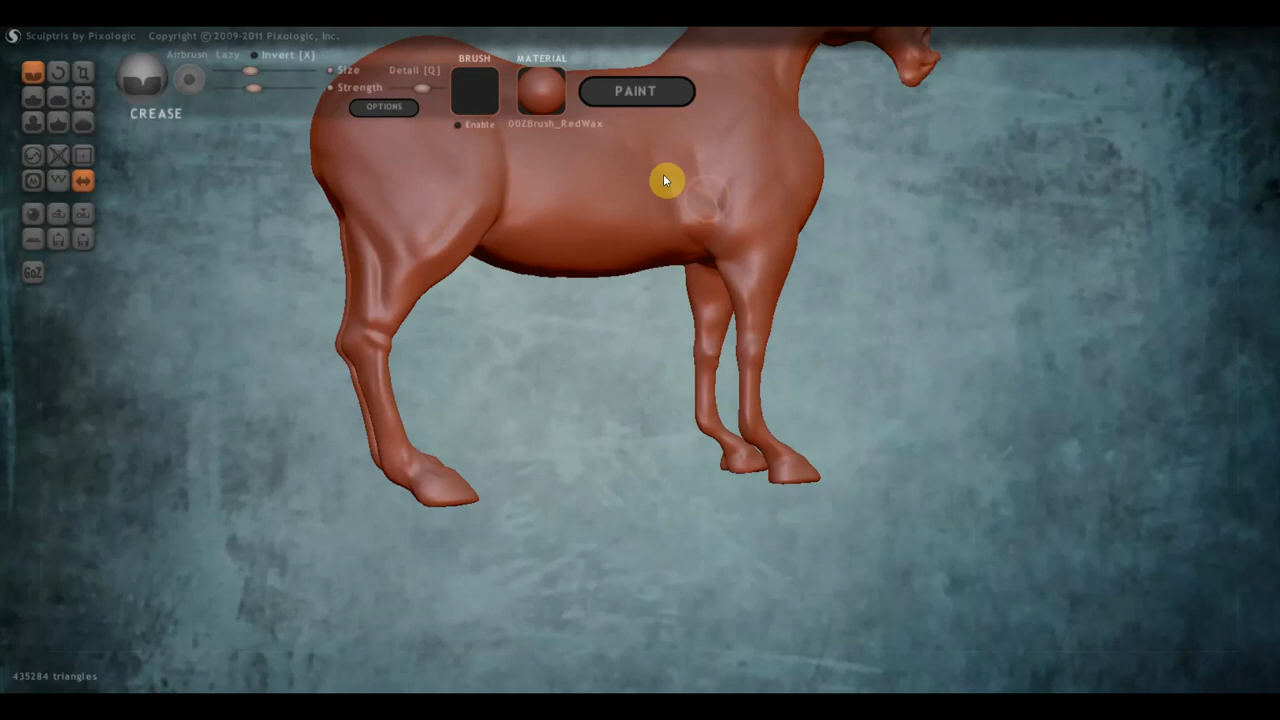 Sculptris by Pixologic Copyright © 2009-2011 Pixologic, Inc.
Airbrush Lazy Invert [X]
Size Detail [Q]
Strength
OPTIONS
CREASE
BRUSH
Enable
MATERIAL
00ZBrush_RedWax
PAINT
GoZ
435284 triangles